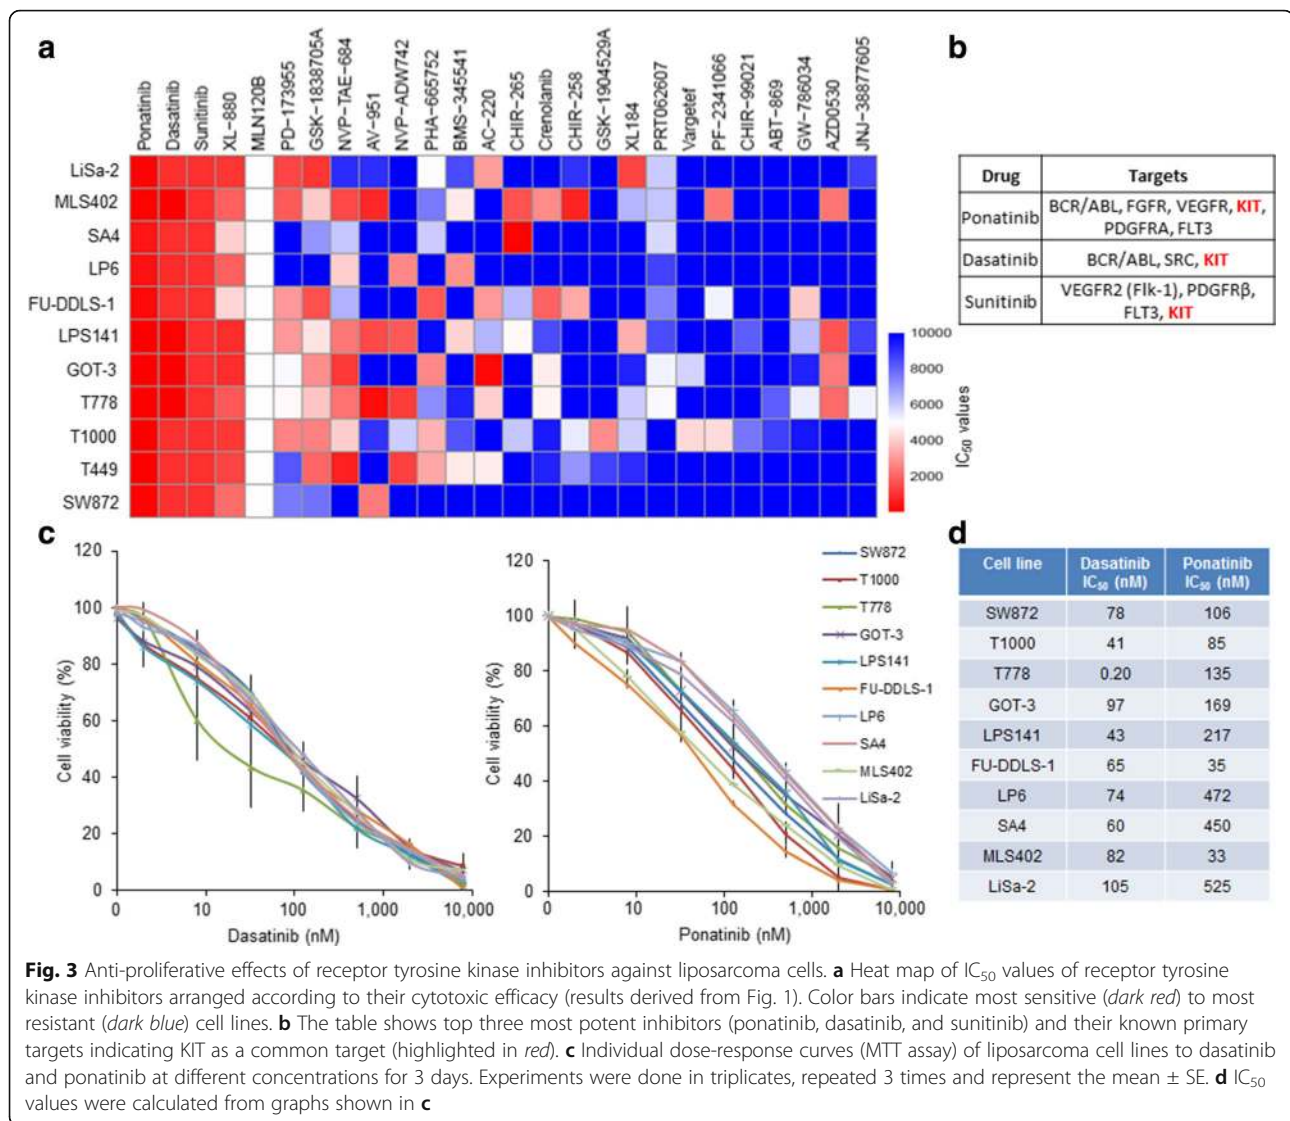 a
b
Ponatinib
Dasatinib
Sunitinib
XL-880
MLN120B
PD-173955
GSK-1838705A
NVP-TAE-684
AV-951
NVP-ADW742
PHA-665752
BMS-345541
AC-220
CHIR-265
Crenolanib
CHIR-258
GSK-1904529A
XL184
PRT062607
Vargetef
PF-2341066
CHIR-99021
ABT-869
GW-786034
AZD0530
JNJ-38877605
LiSa-2
MLS402
SA4
LP6
FU-DDLS-1
LPS141
GOT-3
T778
T1000
T449
SW872
10000
8000
6000
4000
2000
IC50 values
Drug Targets
Ponatinib BCR/ABL, FGFR, VEGFR, KIT,
PDGFRA, FLT3
Dasatinib BCR/ABL, SRC, KIT
Sunitinib VEGFR2 (Flk-1), PDGFRβ,
FLT3, KIT
c
120
100
80
60
40
20
0
Cell viability (%)
0 10 100 1,000 10,000
Dasatinib (nM)
120
100
80
60
40
20
0
Cell viability (%)
0 10 100 1,000 10,000
Ponatinib (nM)
SW872
T1000
T778
GOT-3
LPS141
FU-DDLS-1
LP6
SA4
MLS402
LiSa-2
d
Cell line Dasatinib IC50 (nM) Ponatinib IC50 (nM)
SW872 78 106
T1000 41 85
T778 0.20 135
GOT-3 97 169
LPS141 43 217
FU-DDLS-1 65 35
LP6 74 472
SA4 60 450
MLS402 82 33
LiSa-2 105 525
Fig. 3 Anti-proliferative effects of receptor tyrosine kinase inhibitors against liposarcoma cells. a Heat map of IC50 values of receptor tyrosine
kinase inhibitors arranged according to their cytotoxic efficacy (results derived from Fig. 1). Color bars indicate most sensitive (dark red) to most
resistant (dark blue) cell lines. b The table shows top three most potent inhibitors (ponatinib, dasatinib, and sunitinib) and their known primary
targets indicating KIT as a common target (highlighted in red). c Individual dose-response curves (MTT assay) of liposarcoma cell lines to dasatinib
and ponatinib at different concentrations for 3 days. Experiments were done in triplicates, repeated 3 times and represent the mean ± SE. d IC50
values were calculated from graphs shown in c